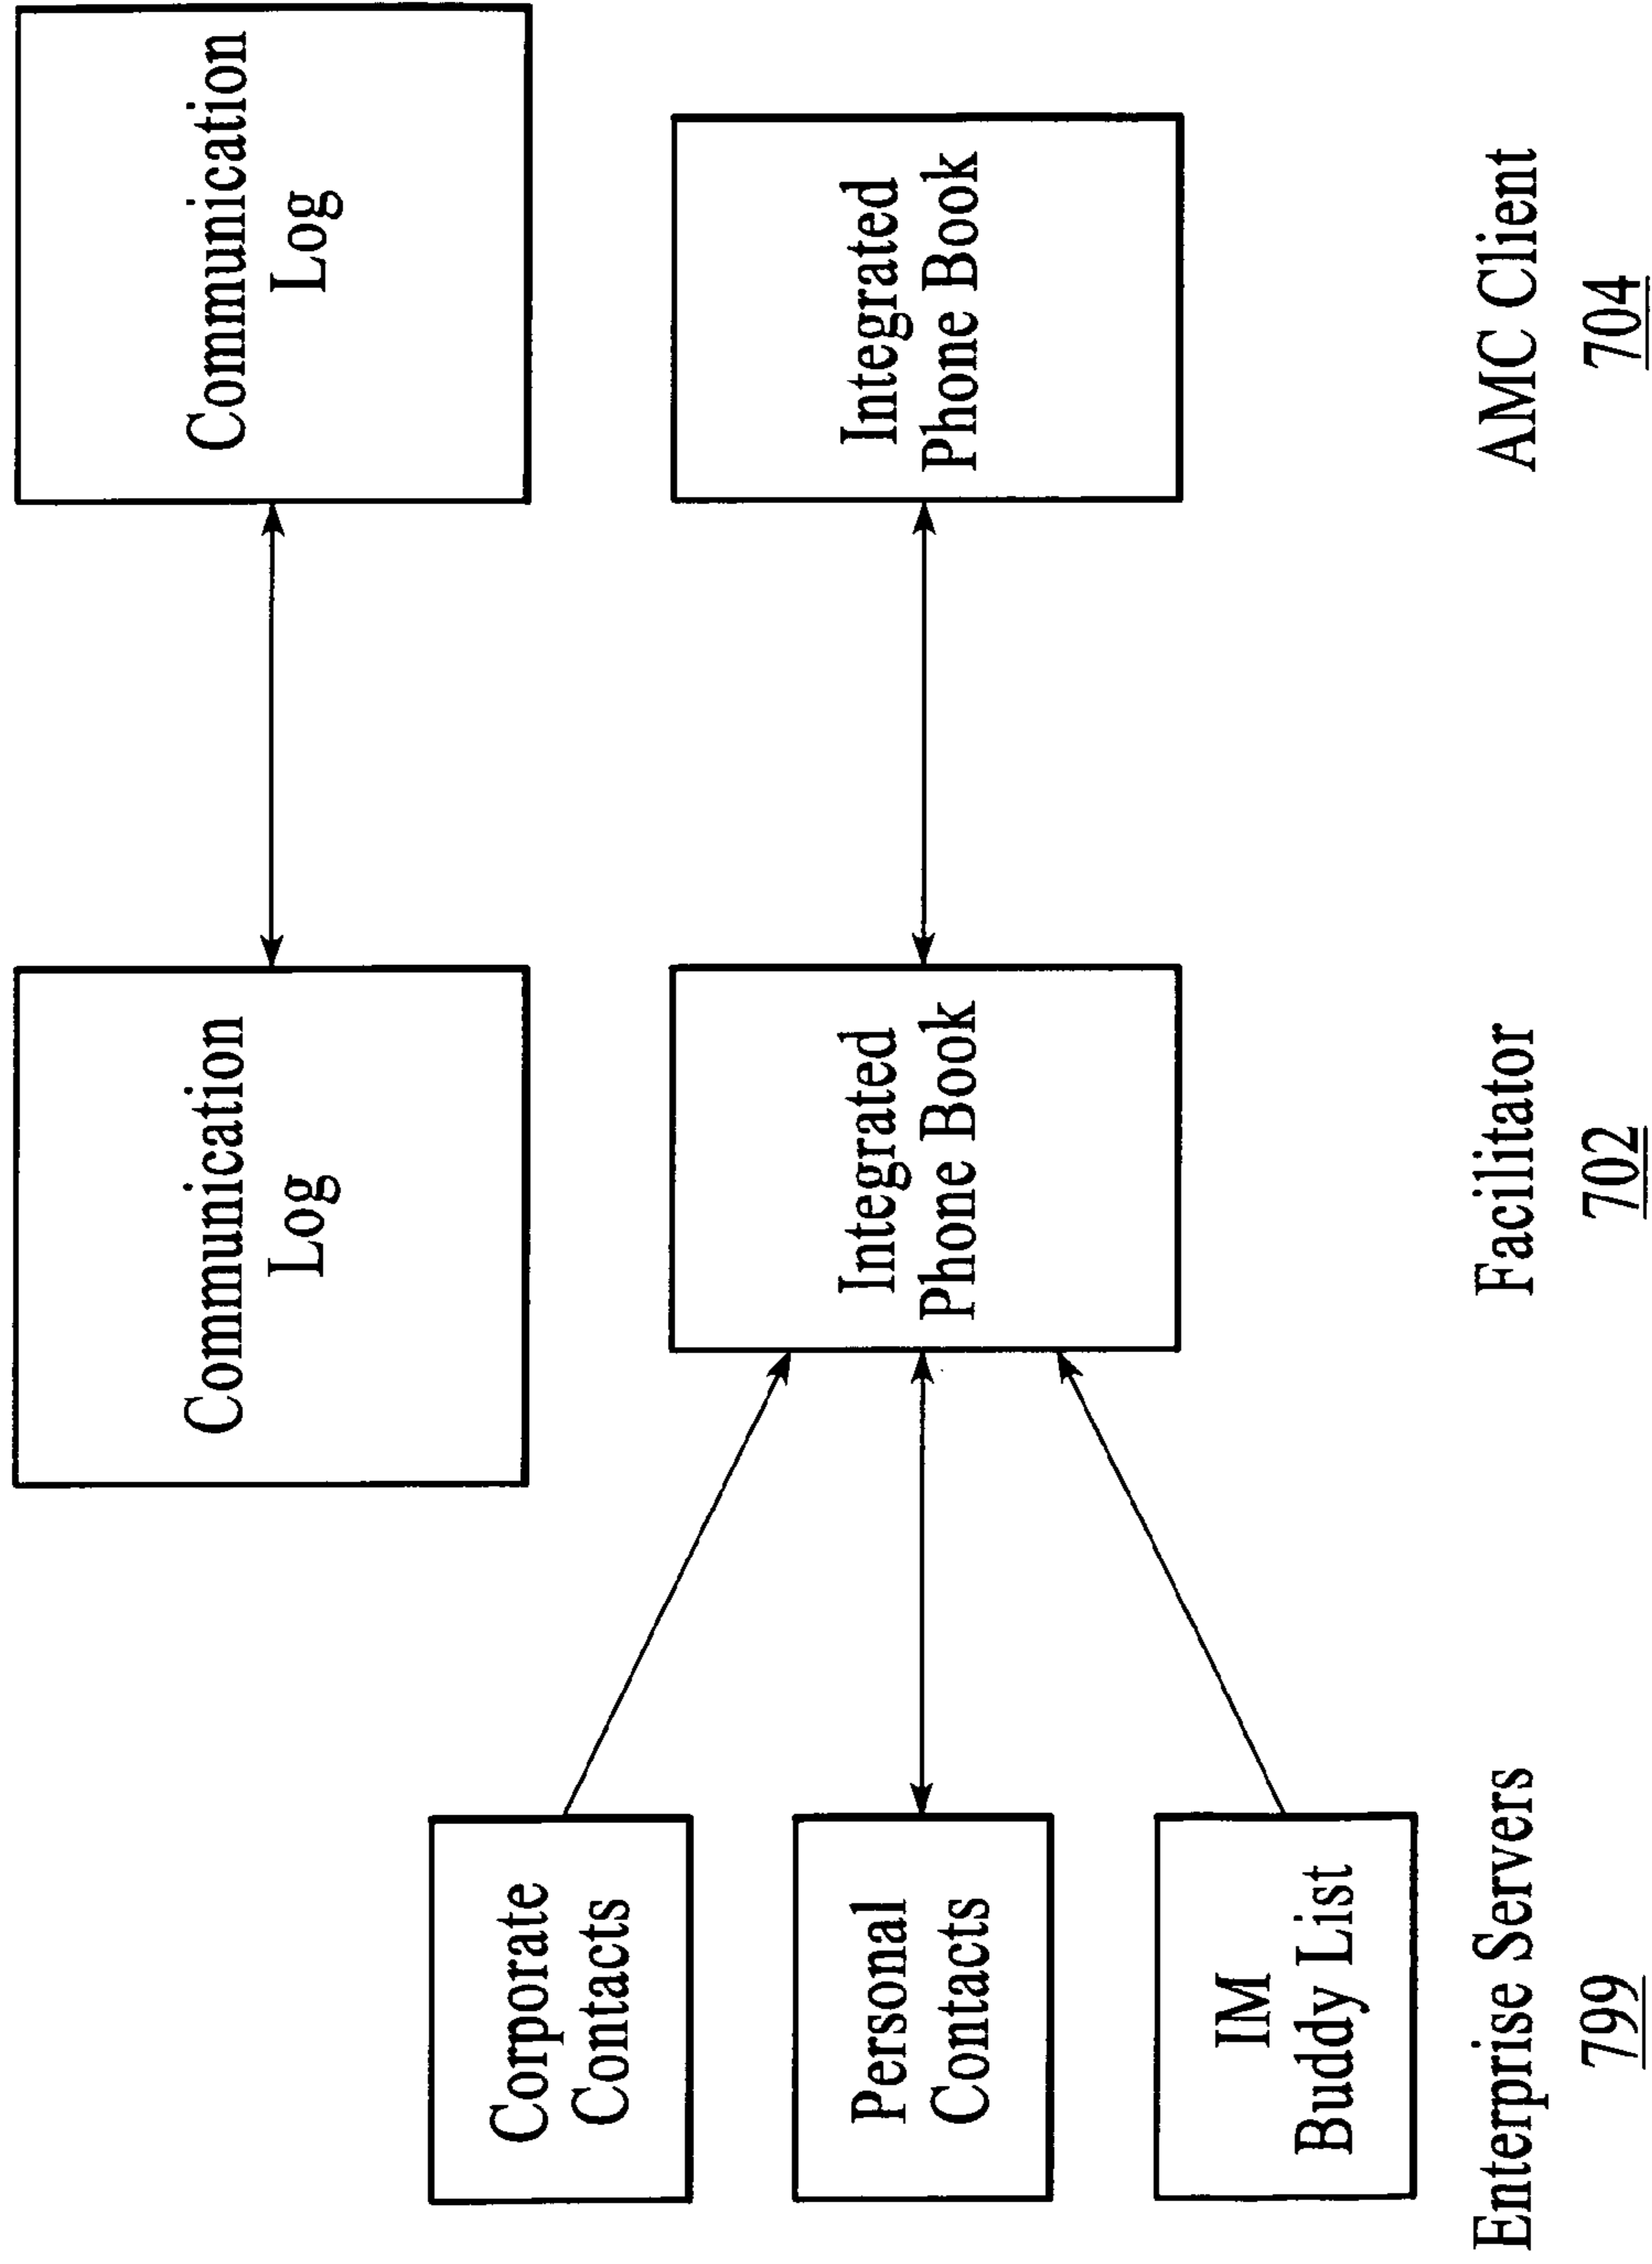 Communication
Log
Communication
Log
Corporate
Contacts
Personal
Contacts
IM
Buddy List
Integrated
Phone Book
Integrated
Phone Book
Enterprise Servers
799
Facilitator
702
AMC Client
704